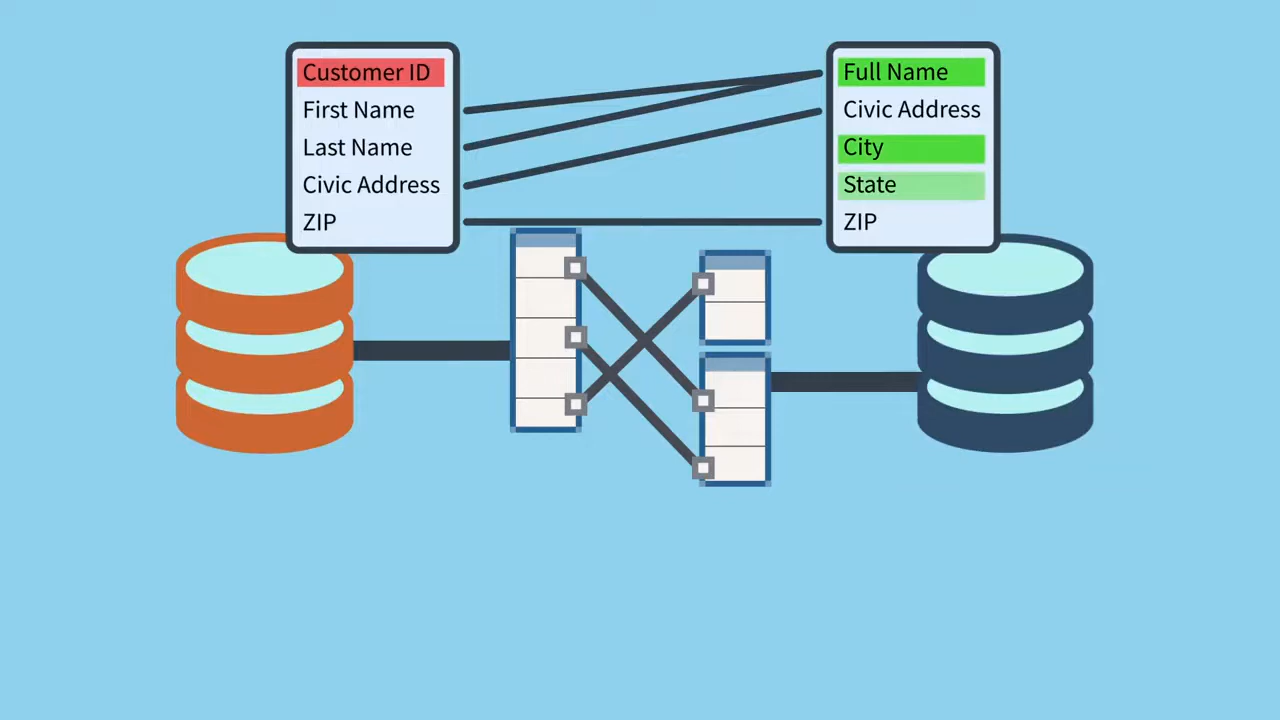 Customer ID
First Name
Last Name
Civic Address
ZIP
Full Name
Civic Address
City
State
ZIP